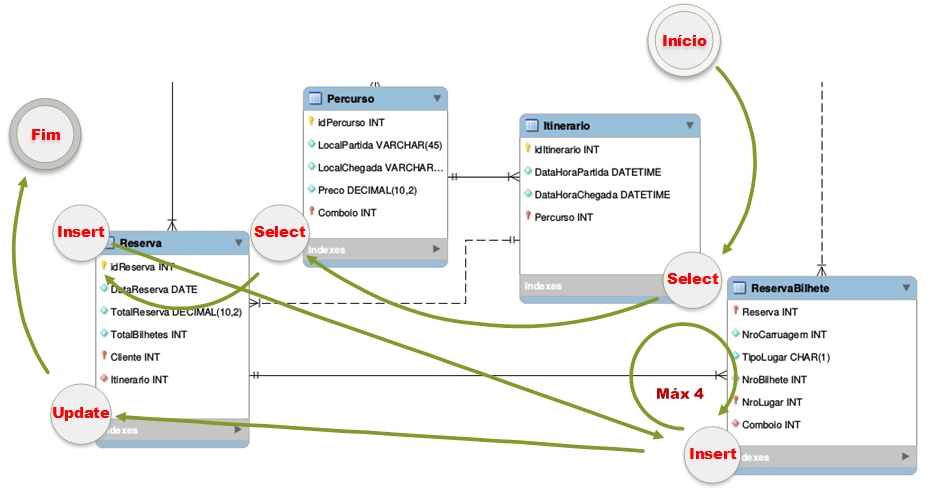 Início
Fim
Percurso
idPercurso INT
LocalPartida VARCHAR(45)
LocalChegada VARCHAR...
Preco DECIMAL(10,2)
Comboio INT
Indexes
Itinerario
idItinerario INT
DataHoraPartida DATETIME
DataHoraChegada DATETIME
Percurso INT
Indexes
Insert
Select
Select
Reserva
idReserva INT
DataReserva DATE
TotalReserva DECIMAL(10,2)
TotalBilhetes INT
Cliente INT
Itinerario INT
dexes
Update
ReservaBilhete
Reserva INT
NroCarruagem INT
TipoLugar CHAR(1)
NroBilhete INT
NroLugar INT
Comboio INT
dexes
Máx 4
Insert